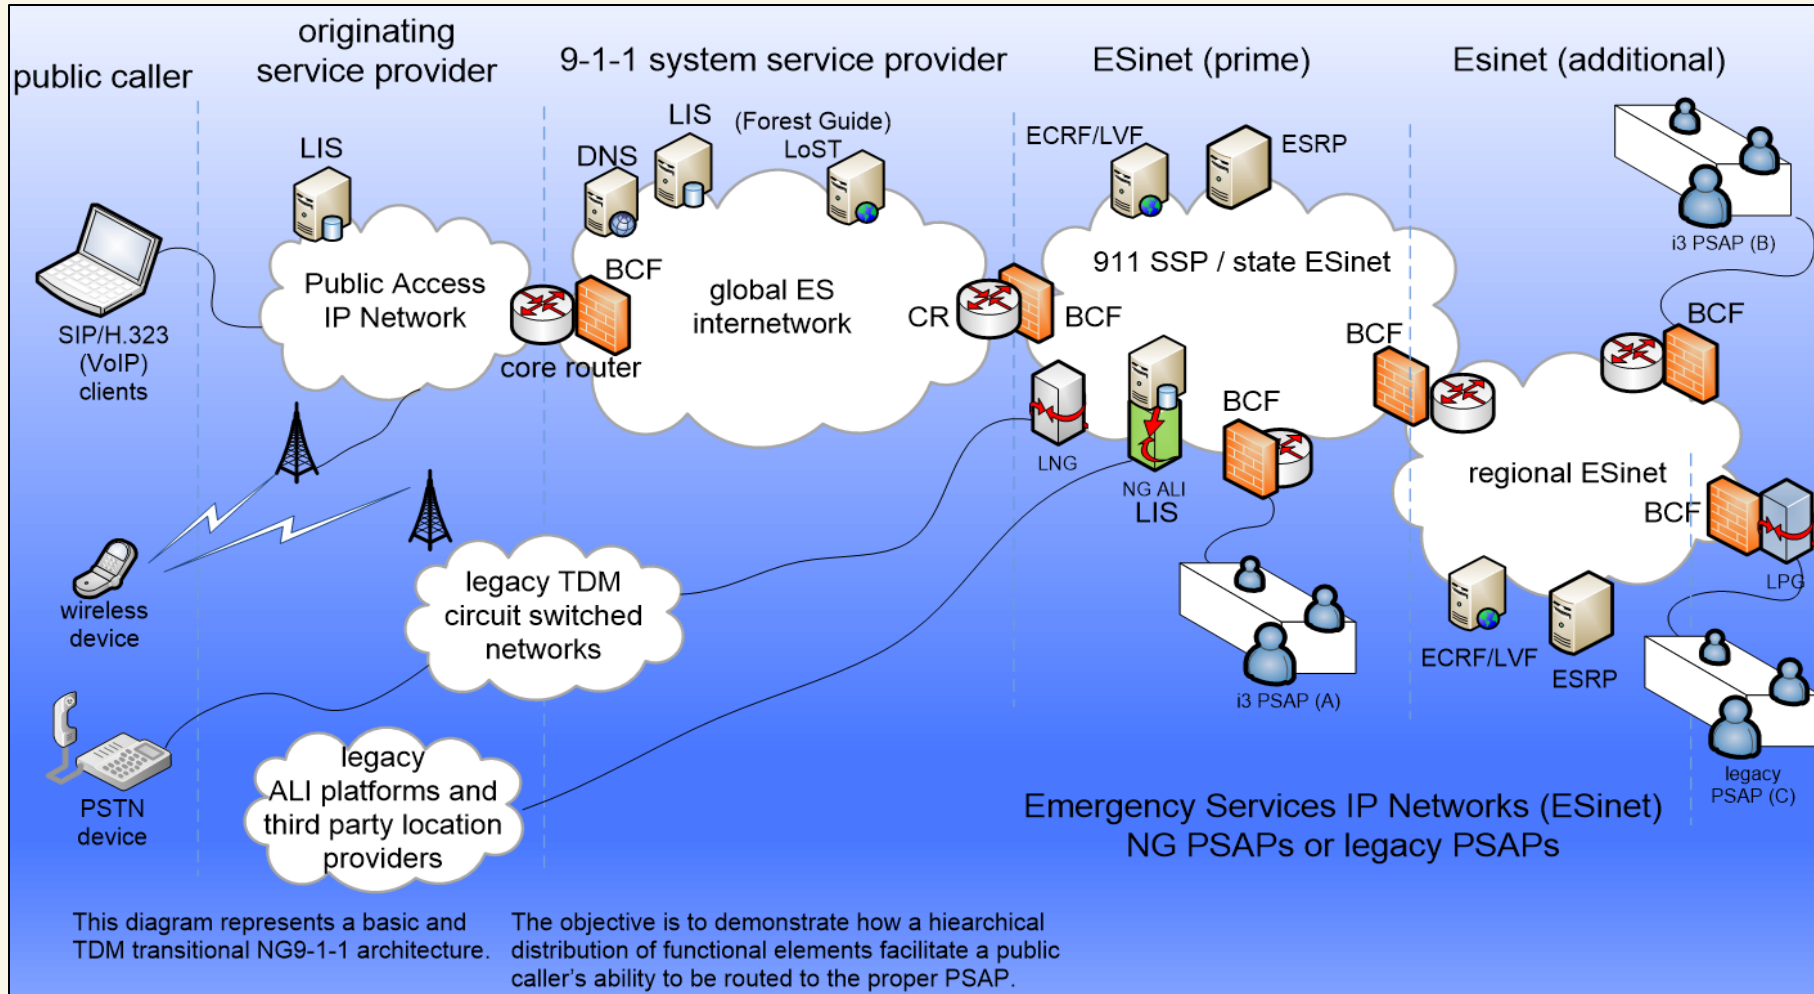 public caller
originating
service provider
9-1-1 system service provider
ESinet (prime)
Esinet (additional)
LIS
DNS
LIS
(Forest Guide)
LoST
ECRF/LVF
ESRP
i3 PSAP (B)
SIP/H.323
(VoIP)
clients
Public Access
IP Network
BCF
core router
global ES
internetwork
CR
BCF
911 SSP / state ESinet
BCF
BCF
LNG
NG ALI
LIS
BCF
regional ESinet
BCF
LPG
wireless
device
legacy TDM
circuit switched
networks
i3 PSAP (A)
ECRF/LVF
ESRP
legacy
PSAP (C)
PSTN
device
legacy
ALI platforms and
third party location
providers
Emergency Services IP Networks (ESinet)
NG PSAPs or legacy PSAPs
This diagram represents a basic and
TDM transitional NG9-1-1 architecture.
The objective is to demonstrate how a hiearchical
distribution of functional elements facilitate a public
caller's ability to be routed to the proper PSAP.